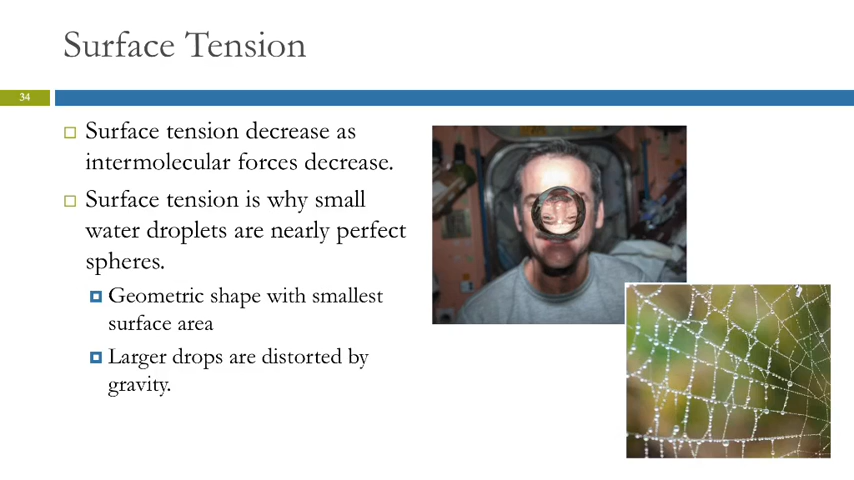 Surface Tension
34
Surface tension decrease as
intermolecular forces decrease.
Surface tension is why small
water droplets are nearly perfect
spheres.
Geometric shape with smallest
surface area
Larger drops are distorted by
gravity.